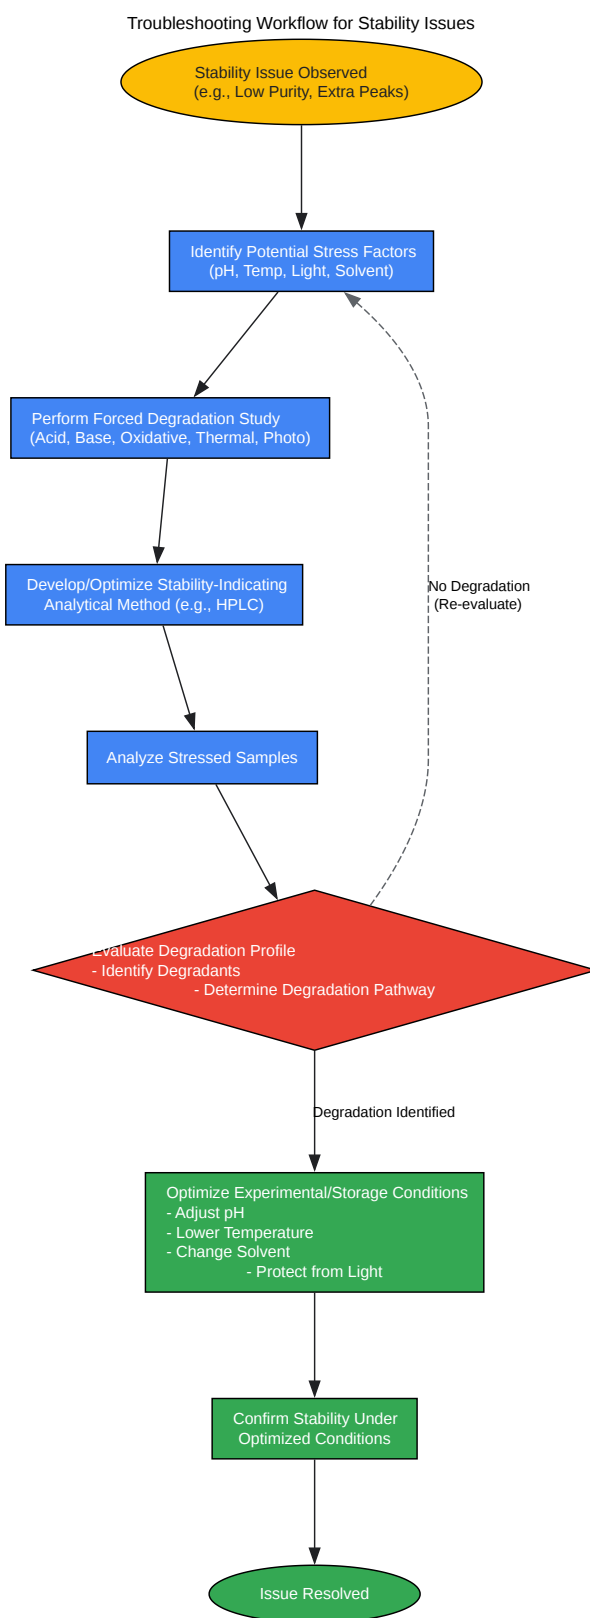 Troubleshooting Workflow for Stability Issues
Stability Issue Observed
(e.g., Low Purity, Extra Peaks)
Identify Potential Stress Factors
(pH, Temp, Light, Solvent)
Perform Forced Degradation Study
(Acid, Base, Oxidative, Thermal, Photo)
Develop/Optimize Stability-Indicating
Analytical Method (e.g., HPLC)
No Degradation
(Re-evaluate)
Analyze Stressed Samples
Evaluate Degradation Profile
- Identify Degradants
- Determine Degradation Pathway
Degradation Identified
Optimize Experimental/Storage Conditions
- Adjust pH
- Lower Temperature
- Change Solvent
- Protect from Light
Confirm Stability Under
Optimized Conditions
Issue Resolved